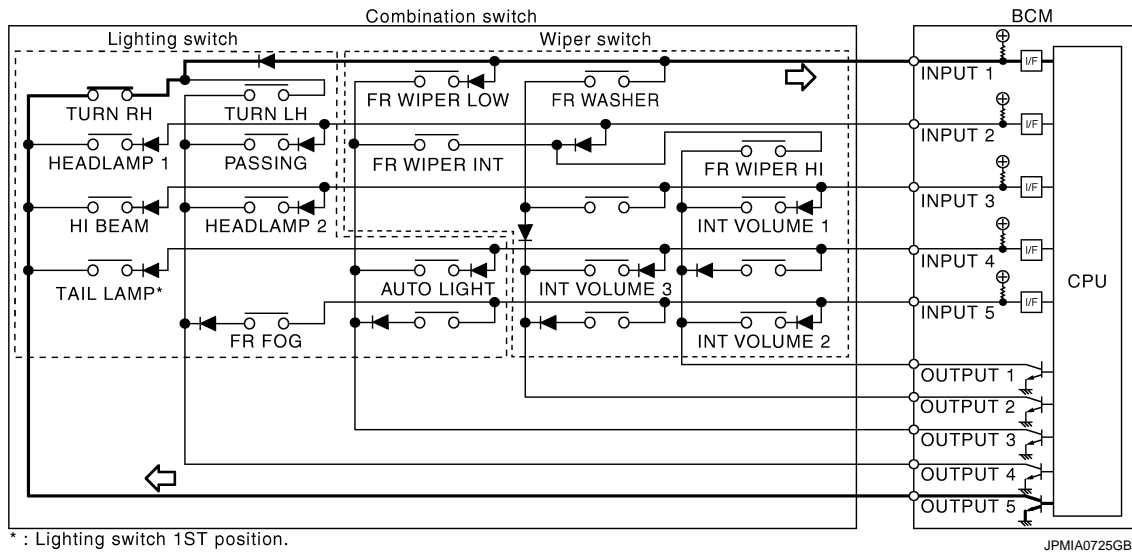 Combination switch
BCM
Lighting switch
Wiper switch
TURN RH
TURN LH
FR WIPER LOW
FR WASHER
INPUT 1
I/F
HEADLAMP 1
PASSING
FR WIPER INT
FR WIPER HI
INPUT 2
I/F
HI BEAM
HEADLAMP 2
INT VOLUME 1
INPUT 3
I/F
TAIL LAMP*
AUTO LIGHT
INT VOLUME 3
INPUT 4
I/F
CPU
FR FOG
INT VOLUME 2
INPUT 5
I/F
OUTPUT 1
OUTPUT 2
OUTPUT 3
OUTPUT 4
OUTPUT 5
* : Lighting switch 1ST position.
JPMIA0725GB